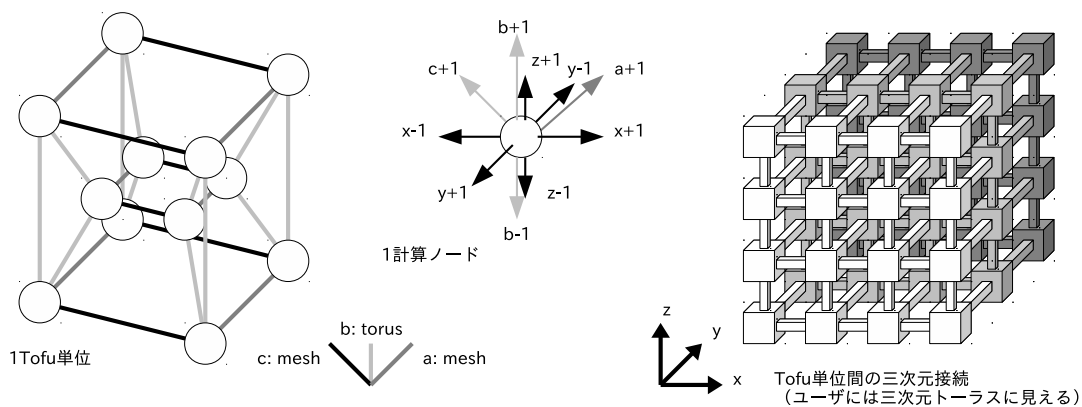 b+1
c+1
z+1
y-1
a+1
x-1
x+1
y+1
z-1
b-1
1計算ノード
1Tofu単位
b: torus
c: mesh
a: mesh
z
y
x
Tofu単位間の三次元接続
（ユーザには三次元トーラスに見える）